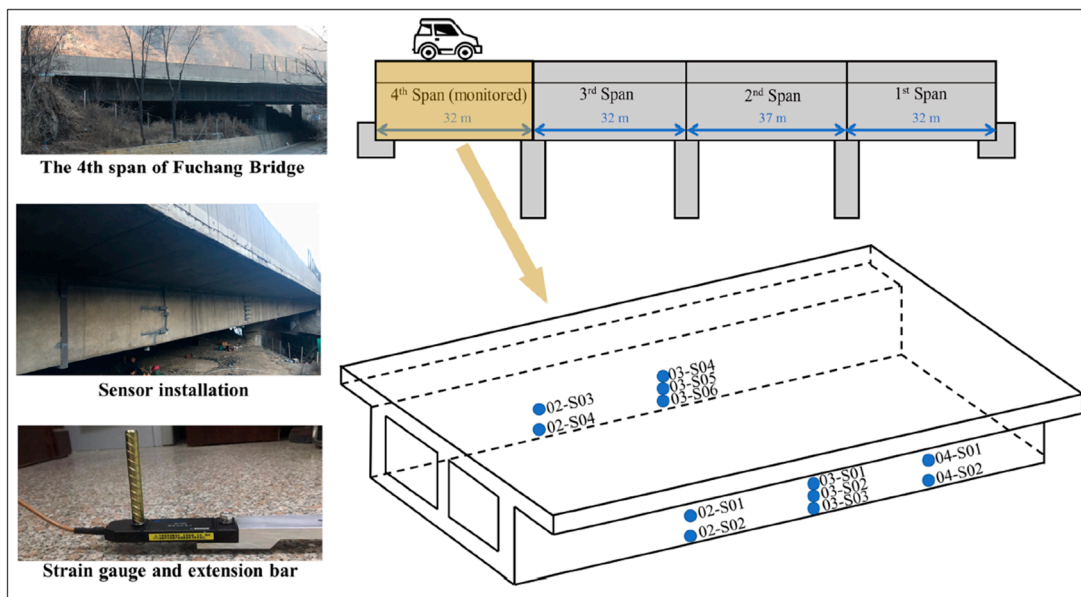 The 4th span of Fuchang Bridge
Sensor installation
Strain gauge and extension bar
4th Span (monitored)
3rd Span
2nd Span
1st Span
32 m
32 m
37 m
32 m
02-S03
02-S04
03-S04
03-S05
03-S06
02-S01
02-S02
03-S01
03-S02
03-S03
04-S01
04-S02